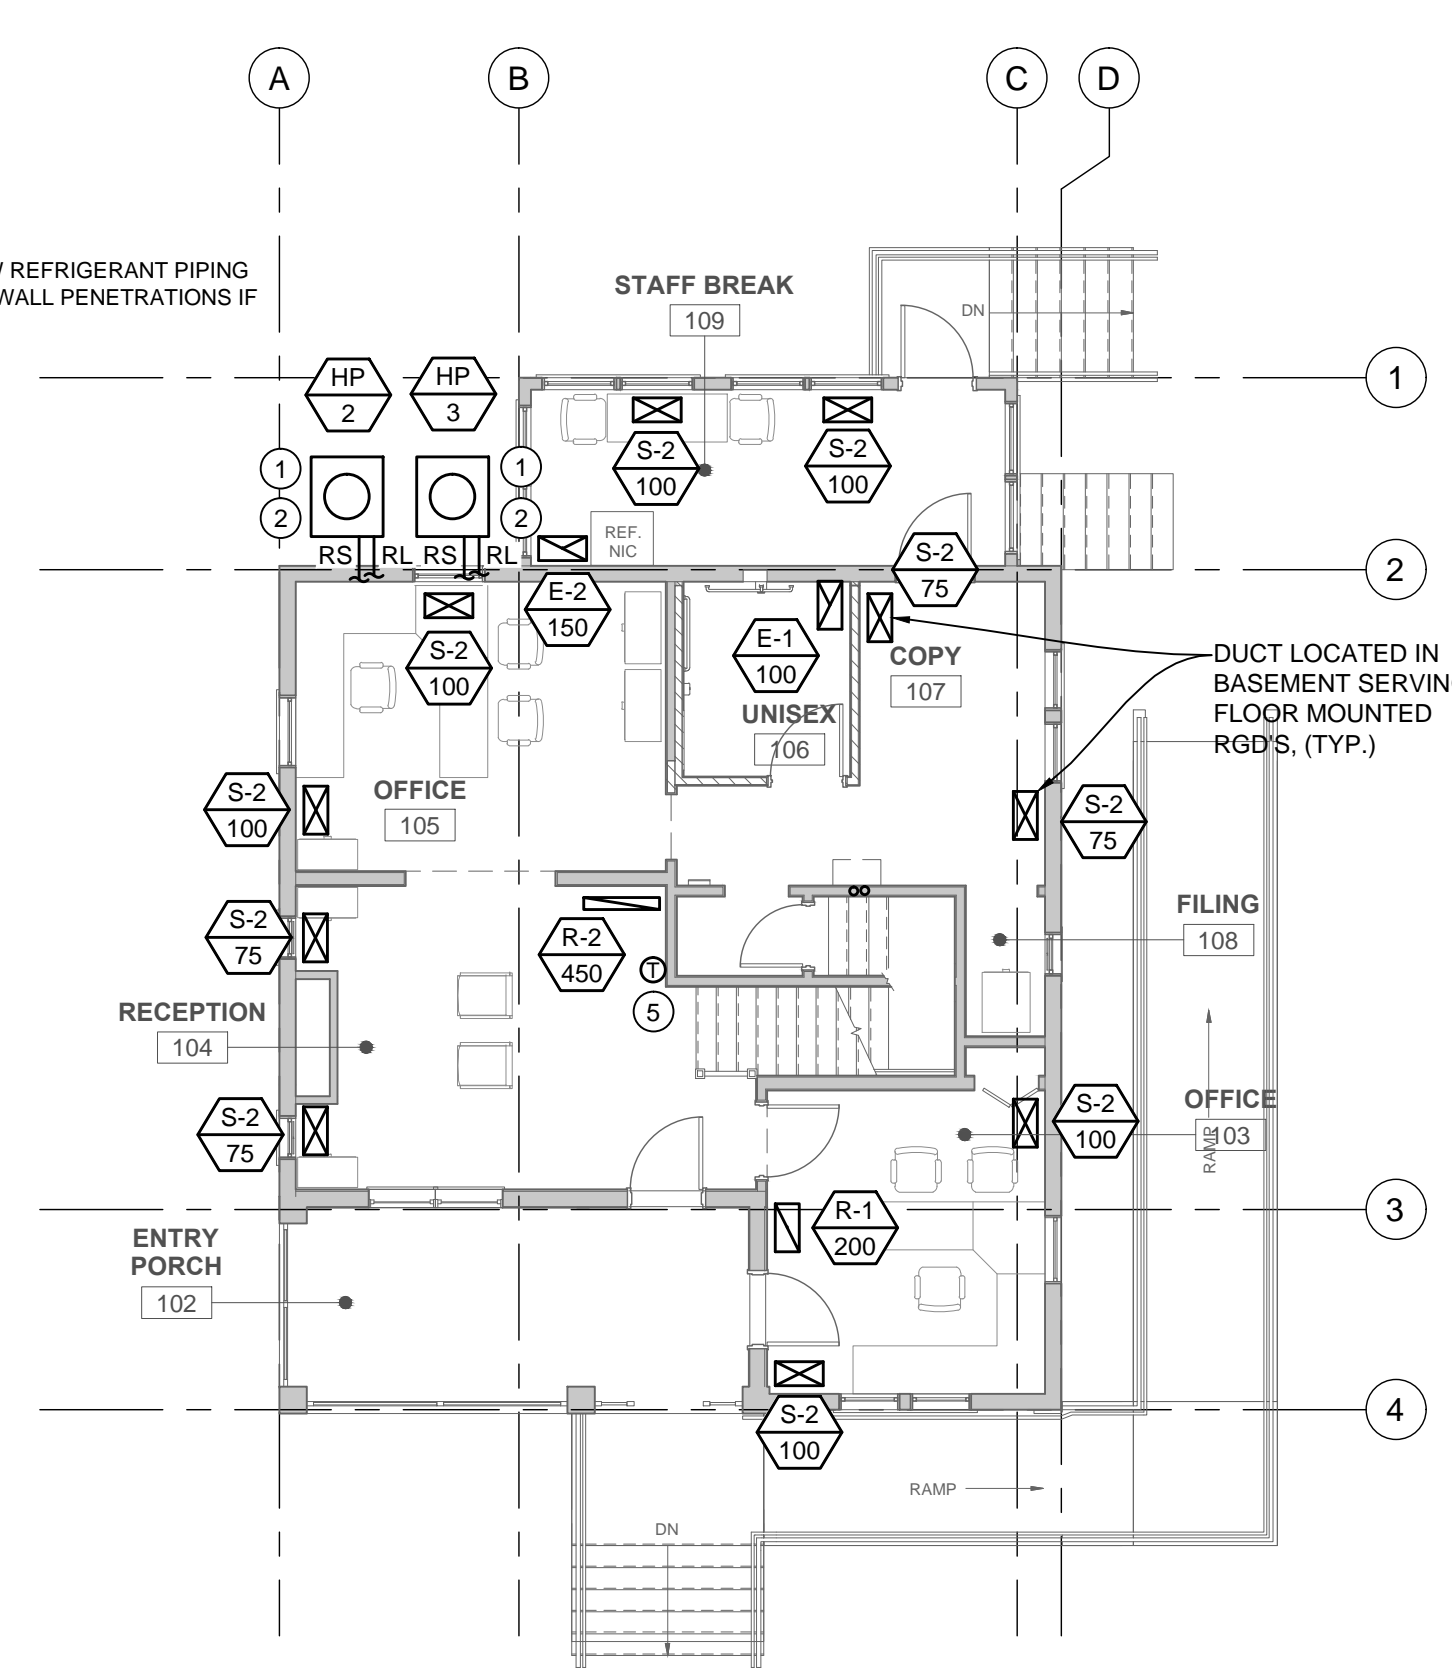 A
B
C
D
REFRIGERANT PIPING
WALL PENETRATIONS IF
STAFF BREAK
109
DN
HP
2
HP
3
1
S-2
100
S-2
100
1
2
1
2
REF.
NIC
RS
RL
RS
RL
S-2
75
2
E-2
150
E-1
100
S-2
100
COPY
107
DUCT LOCATED IN
BASEMENT
FLOOR MOUNTED
RGD'S, (TYP.)
UNISEX
106
OFFICE
105
S-2
100
S-2
75
S-2
75
R-2
450
T
5
FILING
108
RECEPTION
104
S-2
75
S-2
100
OFFICE
103
RAMP
R-1
200
3
ENTRY
PORCH
102
S-2
100
4
RAMP
DN